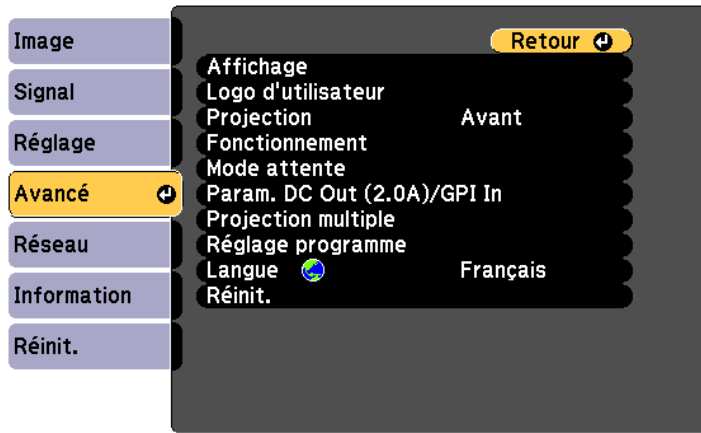 Image
Signal
Réglage
Avancé
Réseau
Information
Réinit.
Retour
Affichage
Logo d'utilisateur
Projection Avant
Fonctionnement
Mode attente
Param. DC Out (2.0A)/GPI In
Projection multiple
Réglage programme
Langue Français
Réinit.